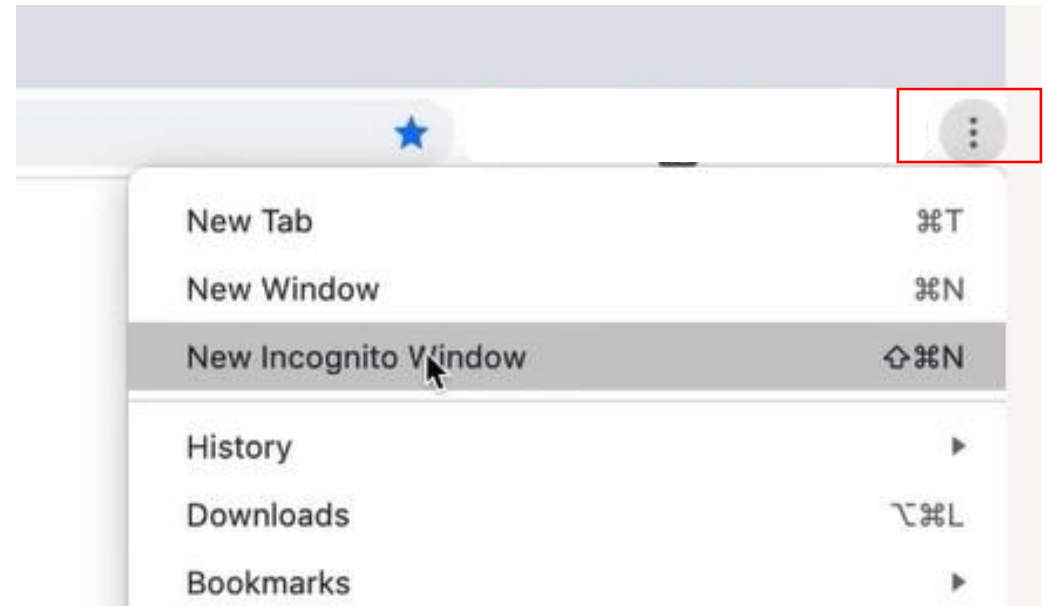 New Tab ⌘T
New Window ⌘N
New Incognito Window ⇧⌘N
History
Downloads ⌥⌘L
Bookmarks